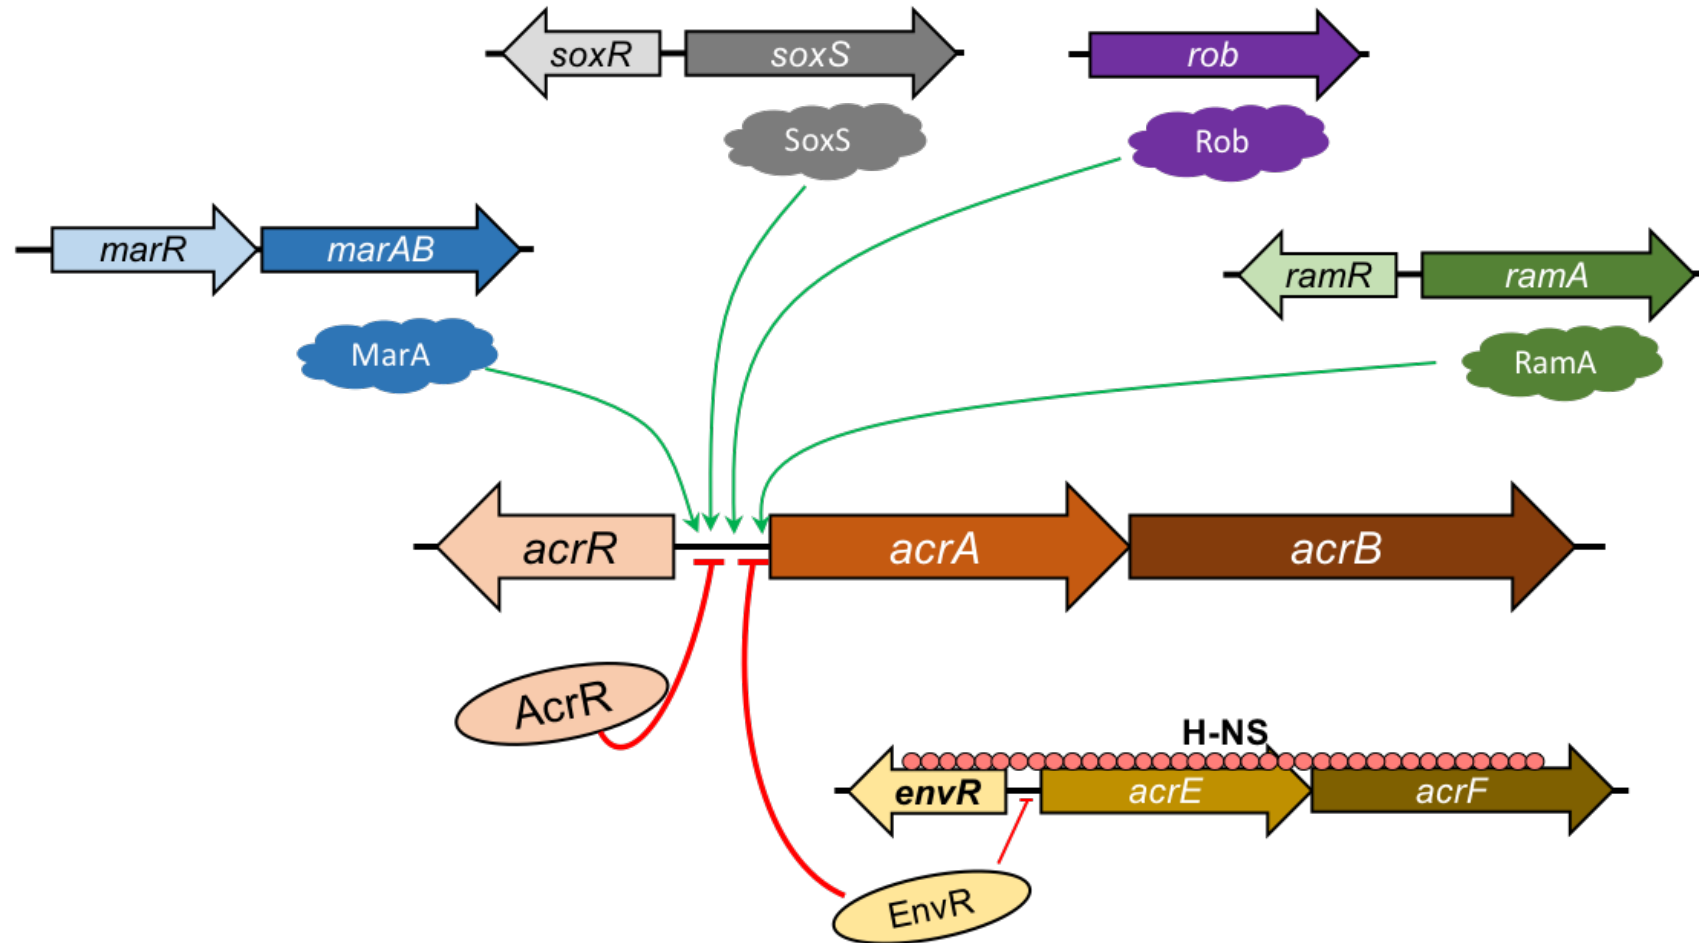 soxR
soxS
rob
SoxS
Rob
marR
marAB
ramR
ramA
MarA
RamA
acrR
acrA
acrB
AcrR
H-NS
envR
acrE
acrF
EnvR